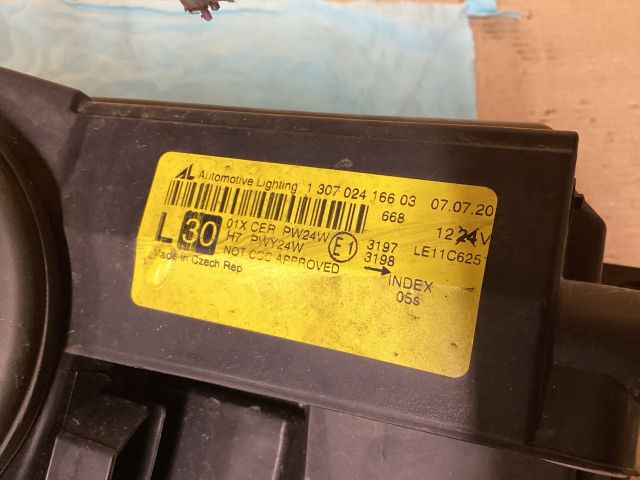 AL Automotive Lighting 1 307 024 166 03 07.07.20
668
L 30 01X CER PW24W E1 3197 12 24V
H7 PWY24W 3198 LE11C625
NOT CCC APPROVED → INDEX
Made in Czech Rep 05s